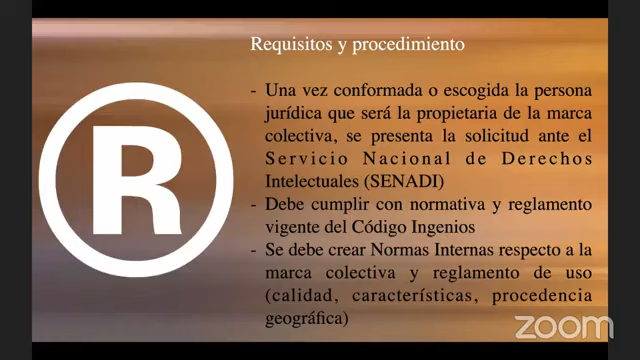 Requisitos y procedimiento
- Una vez conformada o escogida la persona
jurídica que será la propietaria de la marca
colectiva, se presenta la solicitud ante el
Servicio Nacional de Derechos
Intelectuales (SENADI)
- Debe cumplir con normativa y reglamento
vigente del Código Ingenios
- Se debe crear Normas Internas respecto a la
marca colectiva y reglamento de uso
(calidad, características, procedencia
geográfica)
R
zoom